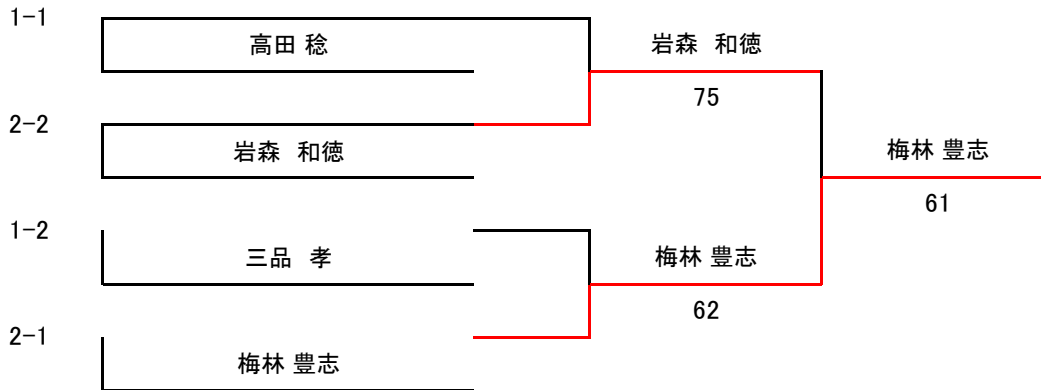 1-1
高田 稔
岩森　和徳
75
2-2
岩森　和徳
梅林 豊志
61
1-2
三品　孝
梅林 豊志
62
2-1
梅林 豊志